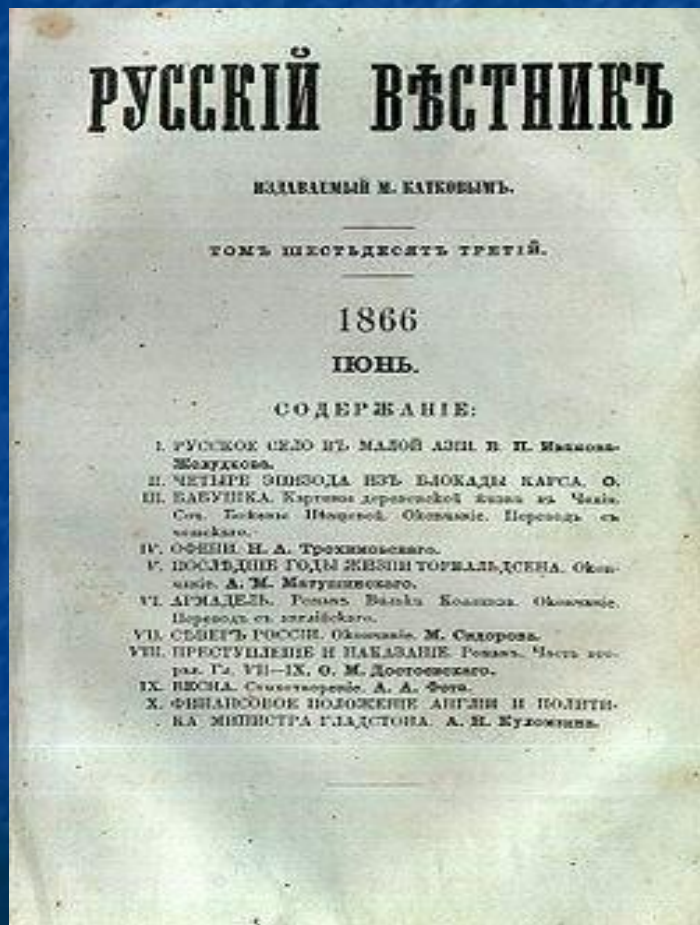 РУССКІЙ ВѢСТНИКЪ
ИЗДАВАЕМЫЙ М. КАТКОВЫМЪ.
ТОМЪ ШЕСТЬДЕСЯТЪ ТРЕТІЙ.
1866
ІЮНЬ.
СОДЕРЖАНІЕ:
I. РУССКОЕ СЕЛО ВЪ МАЛОЙ АЗІИ. В. П. Иванова-
Желудкова.
II. ЧЕТЫРЕ ЭПИЗОДА ИЗЪ БЛОКАДЫ КАРСА. О.
III. БАБУШКА. Картины деревенской жизни въ Чехіи.
Соч. Божены Нѣмцевой. Окончаніе. Переводъ съ
чешскаго.
IV. ОФЕНИ. Н. А. Трохимовскаго.
V. ПОСЛѢДНІЕ ГОДЫ ЖИЗНИ ТОРВАЛЬДСЕНА. Окон-
чаніе. А. М. Матушинскаго.
VI. АРМАДЕЛЬ. Романъ Вильки Коллинза. Окончаніе.
Переводъ съ англійскаго.
VII. СѢВЕРЪ РОССІИ. Окончаніе. М. Сидорова.
VIII. ПРЕСТУПЛЕНІЕ И НАКАЗАНІЕ. Романъ. Часть вто-
рая. Гл. VII—IX. Ѳ. М. Достоевскаго.
IX. ВЕСНА. Стихотвореніе. А. А. Фета.
X. ФИНАНСОВОЕ ПОЛОЖЕНІЕ АНГЛІИ И ПОЛИТИ-
КА МИНИСТРА ГЛАДСТОНА. А. Н. Куломзина.